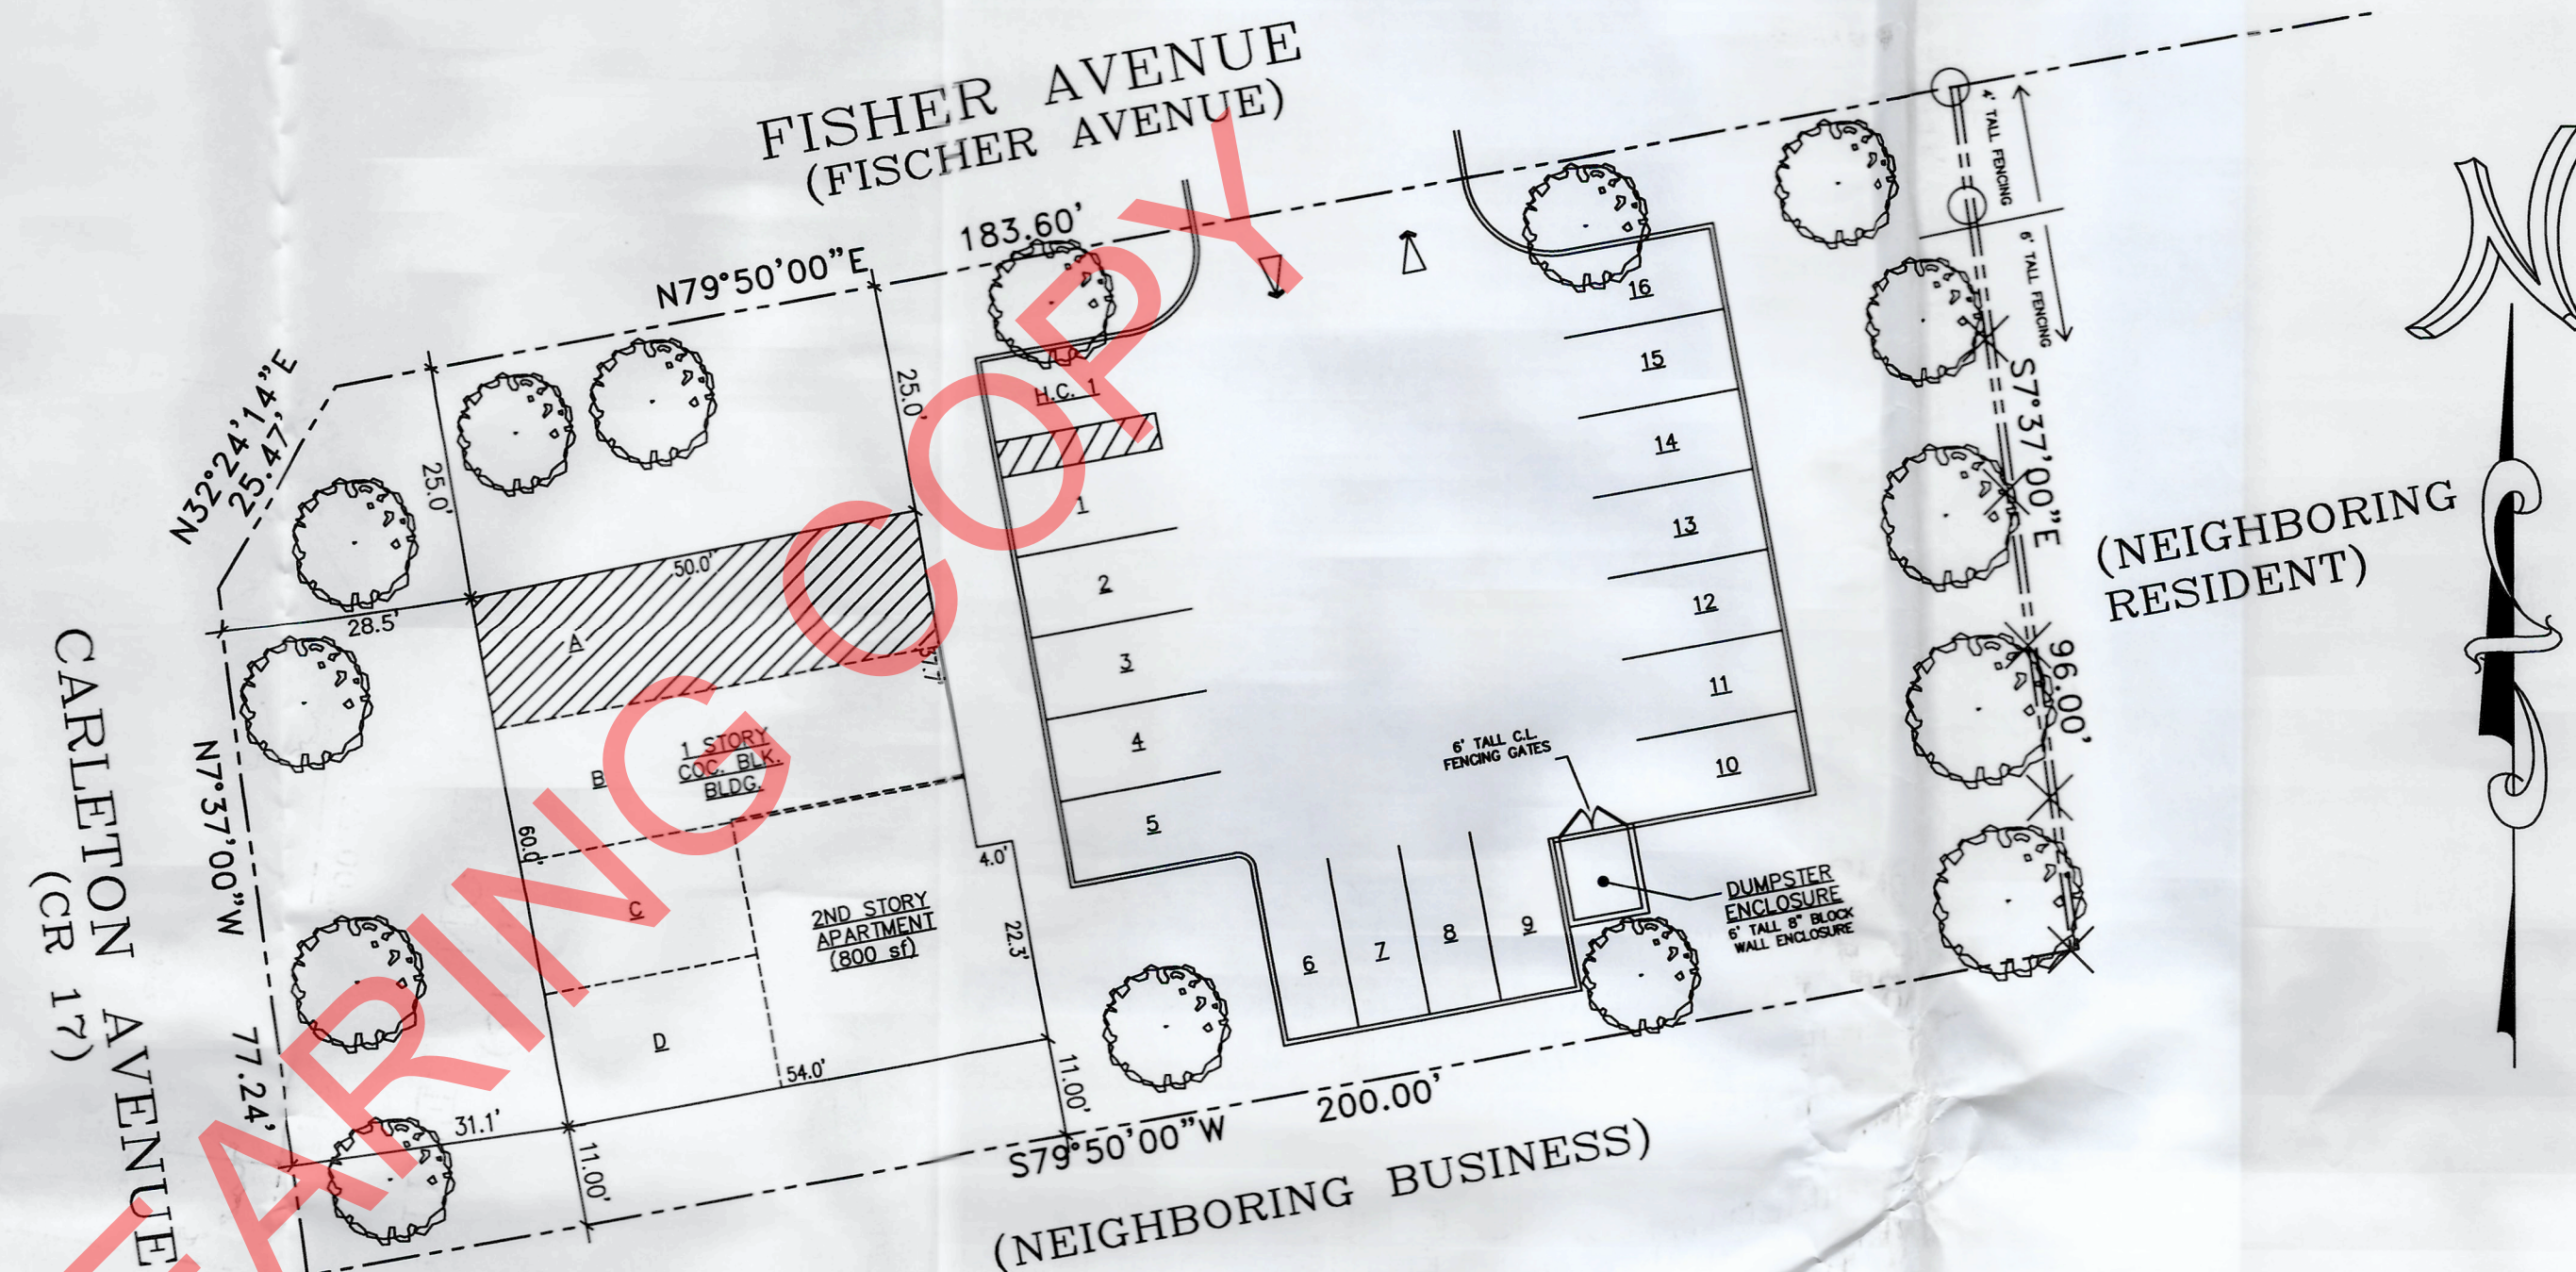 FISHER AVENUE
(FISCHER AVENUE)
183.60'
N79°50'00"E
N32°24'14"E
25.47'
25.0'
25.0'
28.5'
50.0'
A
57.7'
1 STORY
COC. BLK.
BLDG.
B
60.0'
C
D
2ND STORY
APARTMENT
(800 sf)
4.0'
22.3'
54.0'
11.00'
31.1'
11.00'
CARLETON AVENUE
(CR 17)
N7°37'00"W
77.24'
H.C. 1
1
2
3
4
5
6
7
8
9
10
11
12
13
14
15
16
6' TALL C.L.
FENCING GATES
DUMPSTER
ENCLOSURE
6' TALL 8" BLOCK
WALL ENCLOSURE
4' TALL FENCING
6' TALL FENCING
S7°37'00"E
96.00'
(NEIGHBORING
RESIDENT)
N
S79°50'00"W
200.00'
(NEIGHBORING BUSINESS)
EARING COPY